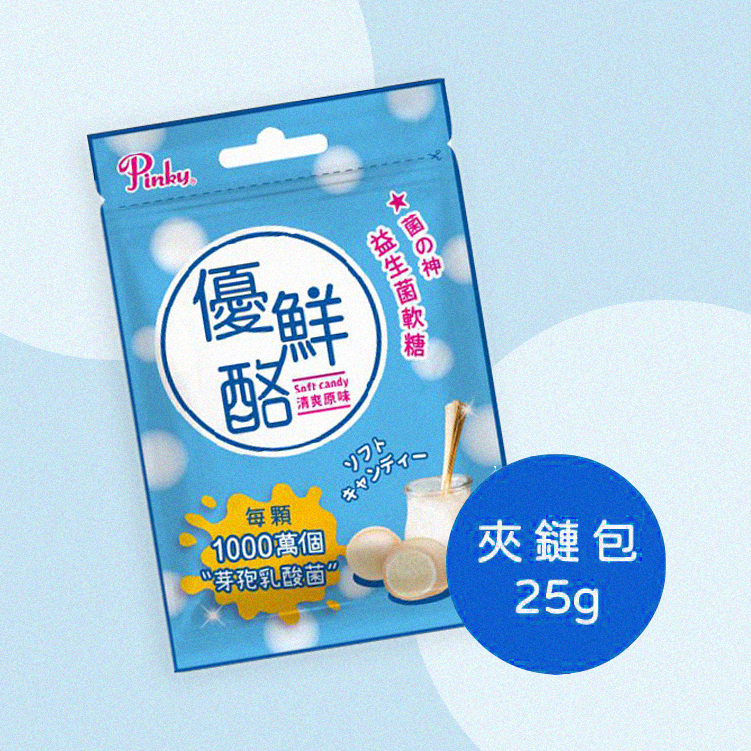 Pinky
★菌の神
益生菌軟糖
優鮮酪
Soft candy
清爽原味
ソフト
キャンディー
每顆
1000萬個
“芽孢乳酸菌”
夾鏈包
25g